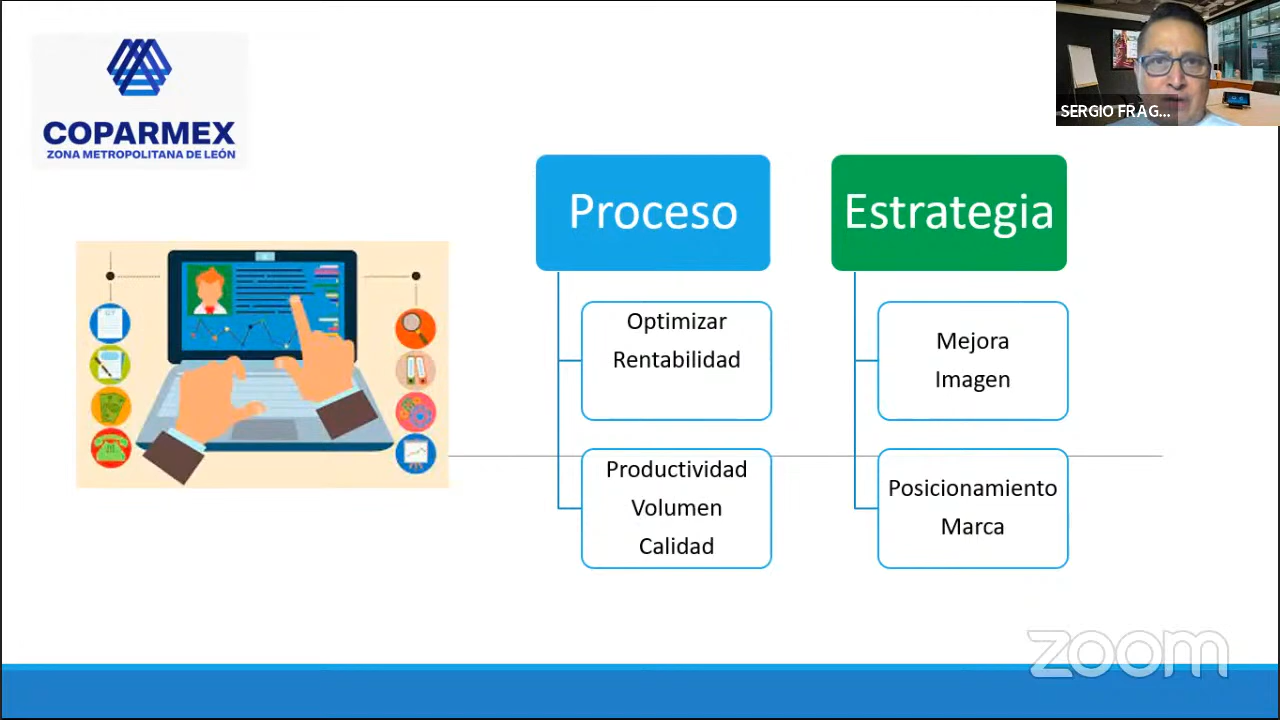 COPARMEX
ZONA METROPOLITANA DE LEÓN
SERGIO FRAG...
Proceso
Optimizar
Rentabilidad
Productividad
Volumen
Calidad
Estrategia
Mejora
Imagen
Posicionamiento
Marca
zoom